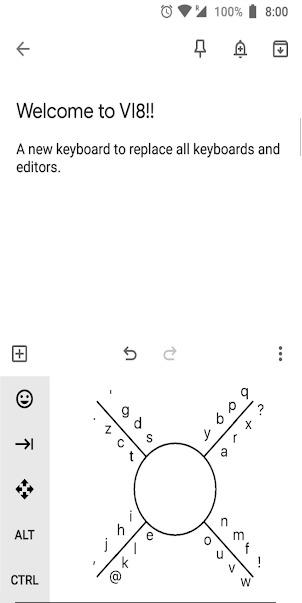 100% 8:00
Welcome to VI8!!
A new keyboard to replace all keyboards and
editors.
' q
g p ?
. d b x
z s y r
c a
t
i n
h e o m
j l u f
, k v !
@ w
ALT
CTRL